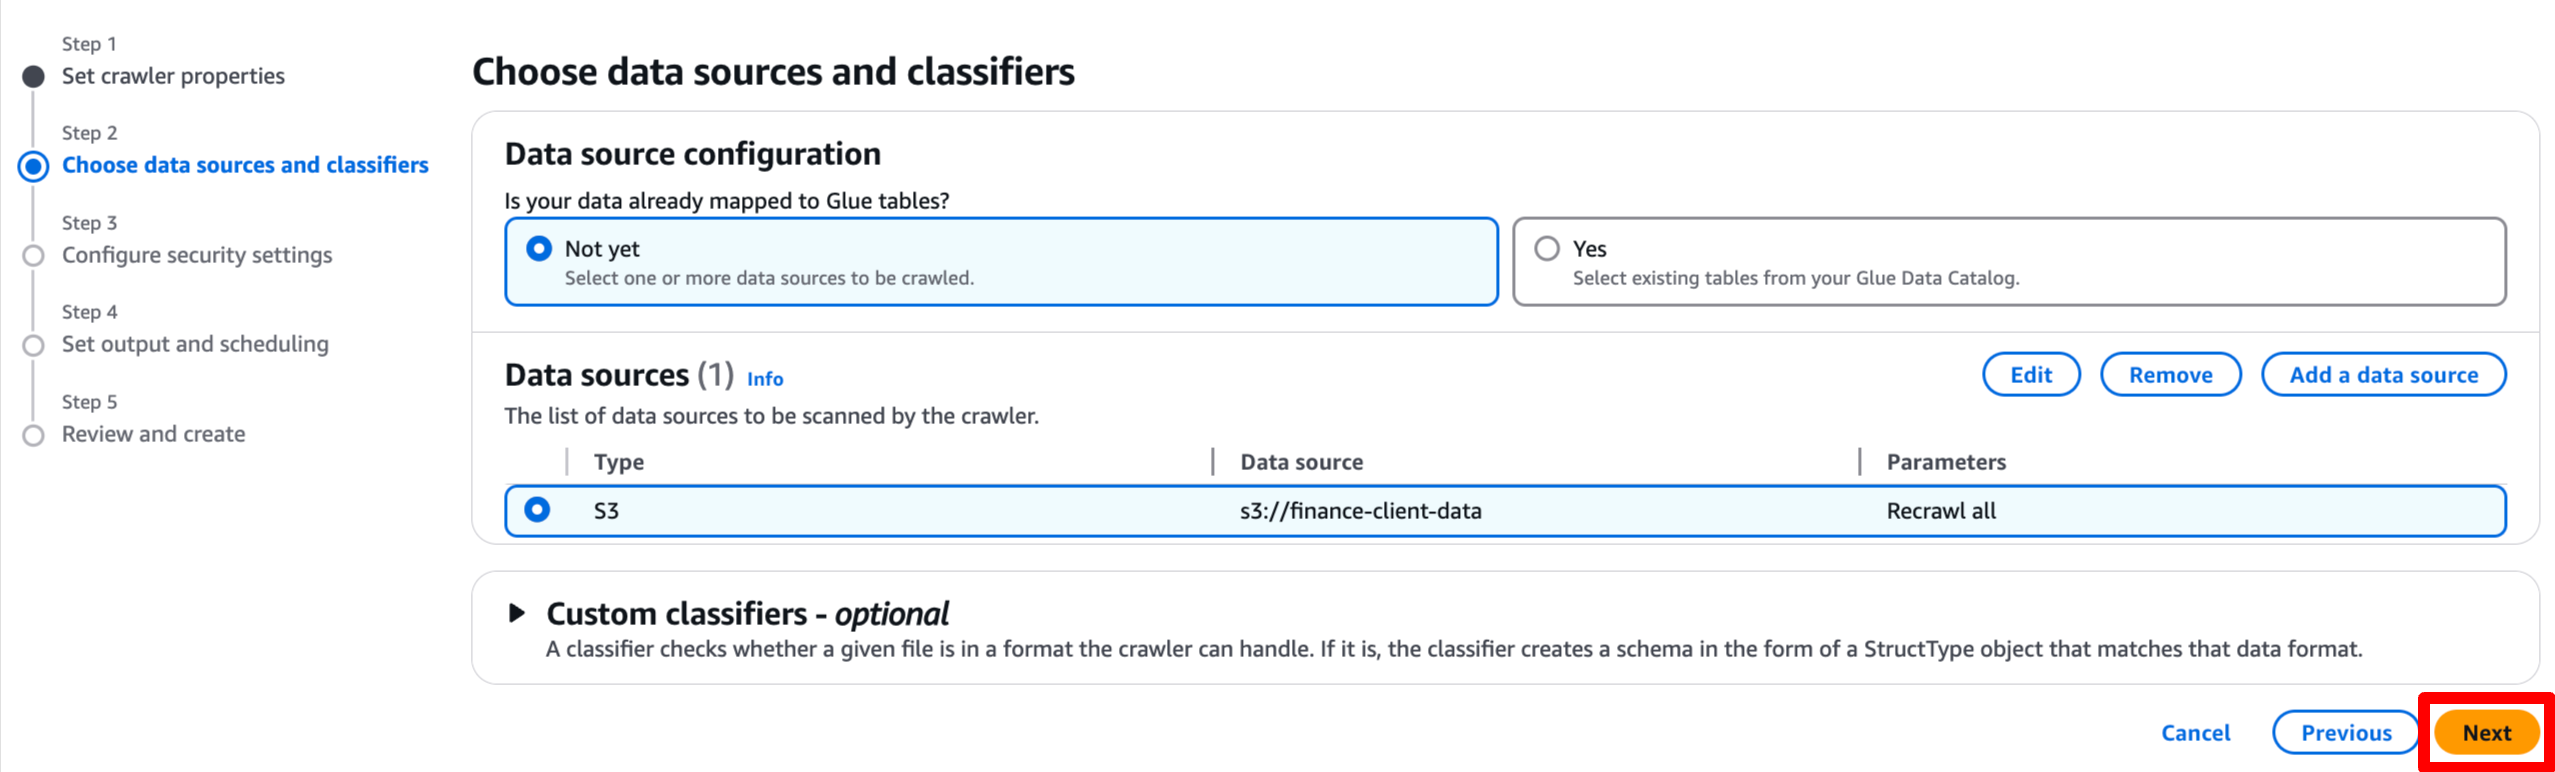 Step 1
Set crawler properties
Step 2
Choose data sources and classifiers
Step 3
Configure security settings
Step 4
Set output and scheduling
Step 5
Review and create
Choose data sources and classifiers
Data source configuration
Is your data already mapped to Glue tables?
Not yet
Select one or more data sources to be crawled.
Yes
Select existing tables from your Glue Data Catalog.
Data sources (1) Info
Edit Remove Add a data source
The list of data sources to be scanned by the crawler.
Type Data source Parameters
S3 s3://finance-client-data Recrawl all
Custom classifiers - optional
A classifier checks whether a given file is in a format the crawler can handle. If it is, the classifier creates a schema in the form of a StructType object that matches that data format.
Cancel Previous Next